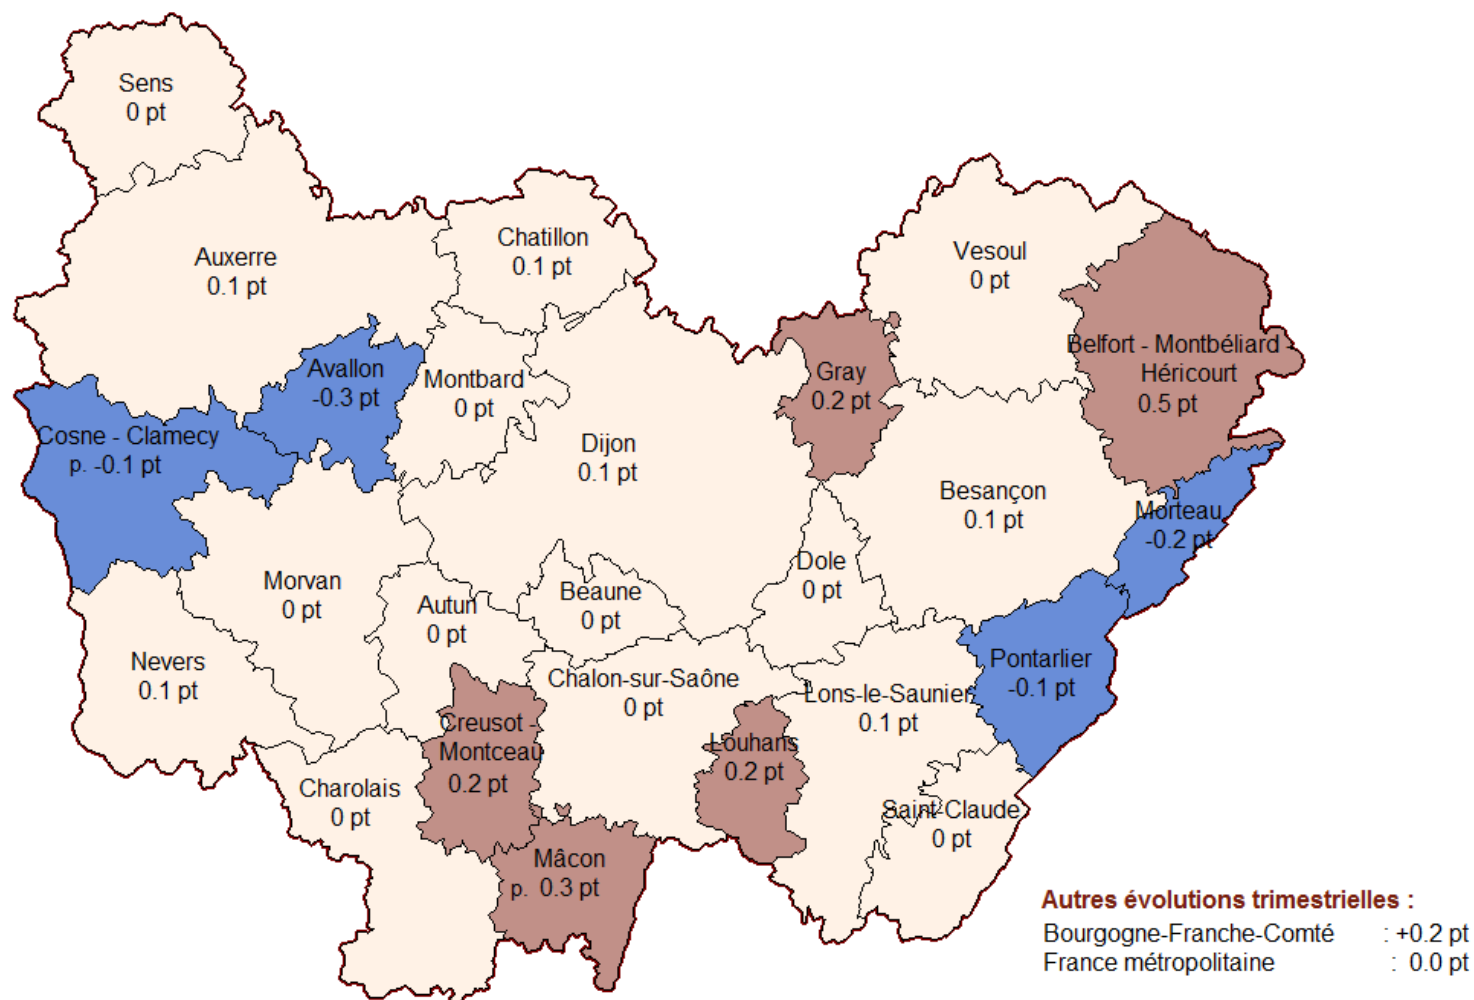 Sens
0 pt
Auxerre
0.1 pt
Chatillon
0.1 pt
Vesoul
0 pt
Avallon
-0.3 pt
Montbard
0 pt
Gray
0.2 pt
Belfort - Montbéliard -
Héricourt
0.5 pt
Cosne - Clamecy
p. -0.1 pt
Dijon
0.1 pt
Besançon
0.1 pt
Morteau
-0.2 pt
Morvan
0 pt
Autun
0 pt
Beaune
0 pt
Dole
0 pt
Nevers
0.1 pt
Chalon-sur-Saône
0 pt
Lons-le-Saunier
0.1 pt
Pontarlier
-0.1 pt
Creusot -
Montceau
0.2 pt
Louhans
0.2 pt
Charolais
0 pt
Saint-Claude
0 pt
Mâcon
p. 0.3 pt
Autres évolutions trimestrielles :
Bourgogne-Franche-Comté : +0.2 pt
France métropolitaine : 0.0 pt